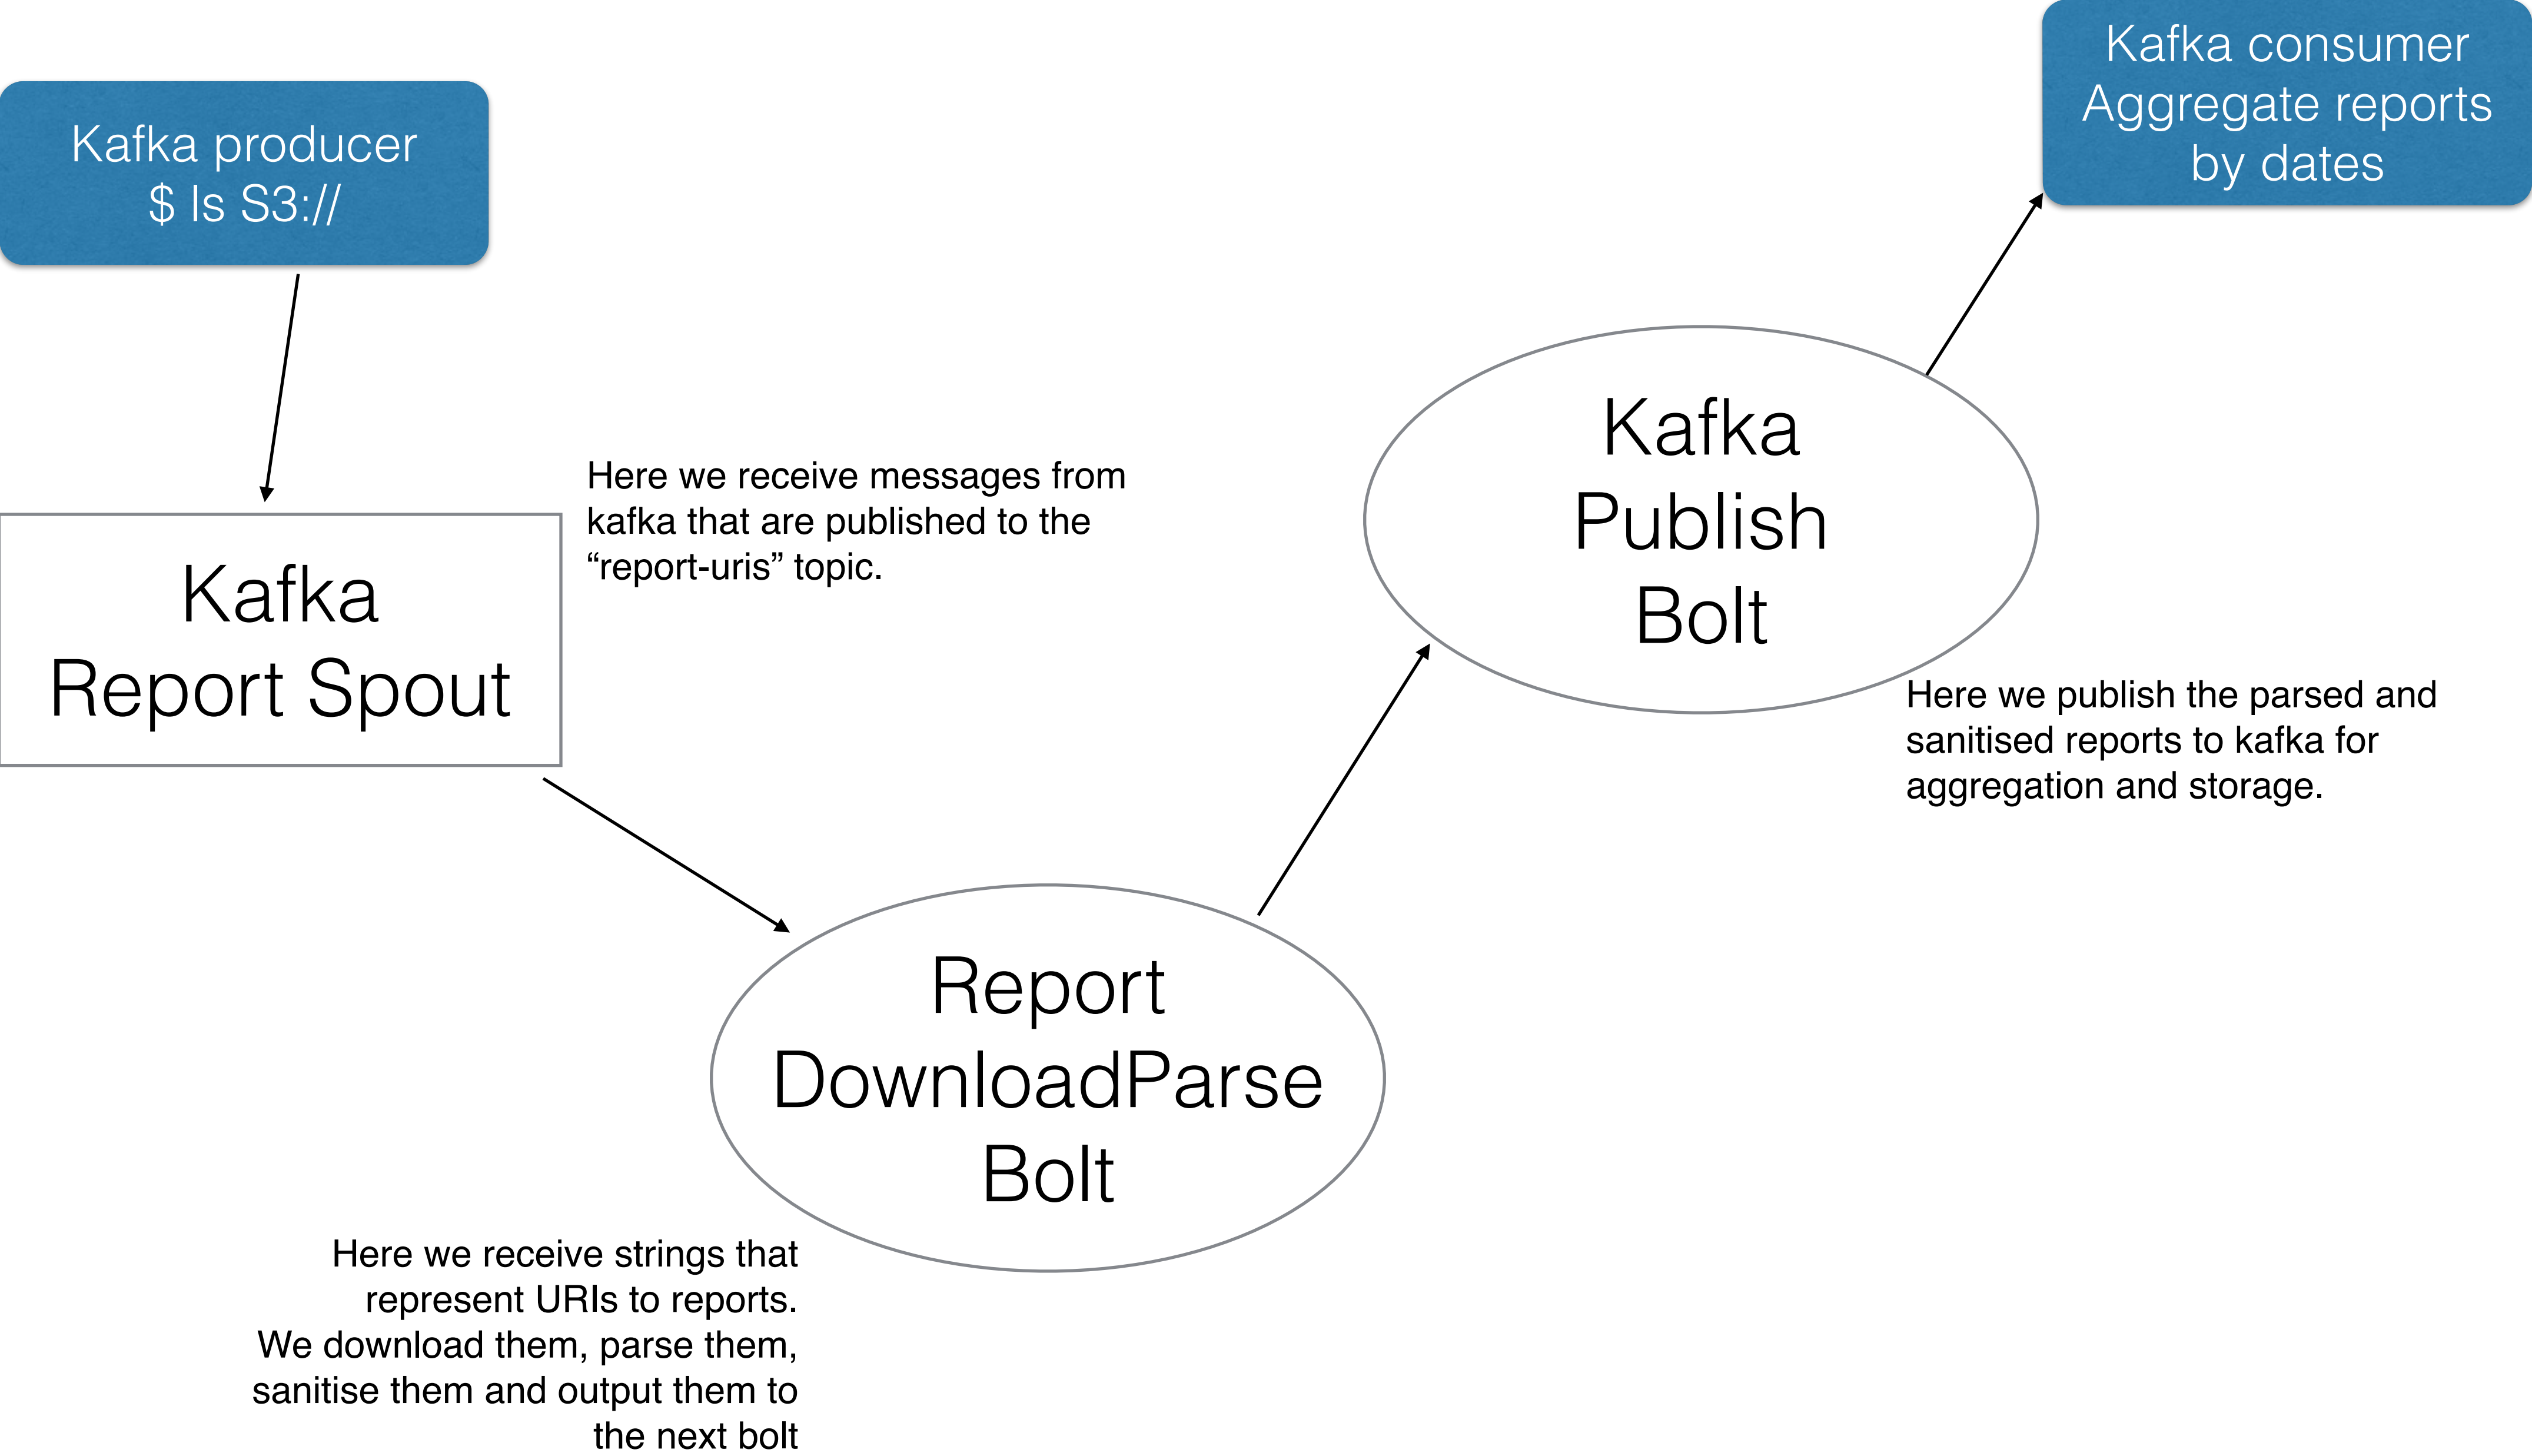 Kafka producer
$ ls S3://
Kafka consumer
Aggregate reports
by dates
Kafka
Report Spout
Here we receive messages from
kafka that are published to the
“report-uris” topic.
Kafka
Publish
Bolt
Here we publish the parsed and
sanitised reports to kafka for
aggregation and storage.
Report
DownloadParse
Bolt
Here we receive strings that
represent URIs to reports.
We download them, parse them,
sanitise them and output them to
the next bolt